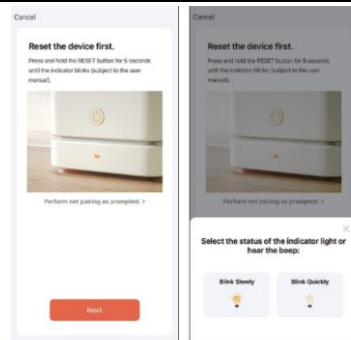 Cancel
Reset the device first.
Press and hold the RESET button for 5 seconds
until the indicator blinks (subject to the user
manual).
Perform net pairing as prompted. >
Next
Cancel
Reset the device first.
Press and hold the RESET button for 5 seconds
until the indicator blinks (subject to the user
manual).
Perform net pairing as prompted. >
Select the status of the indicator light or
hear the beep:
Blink Slowly
Blink Quickly